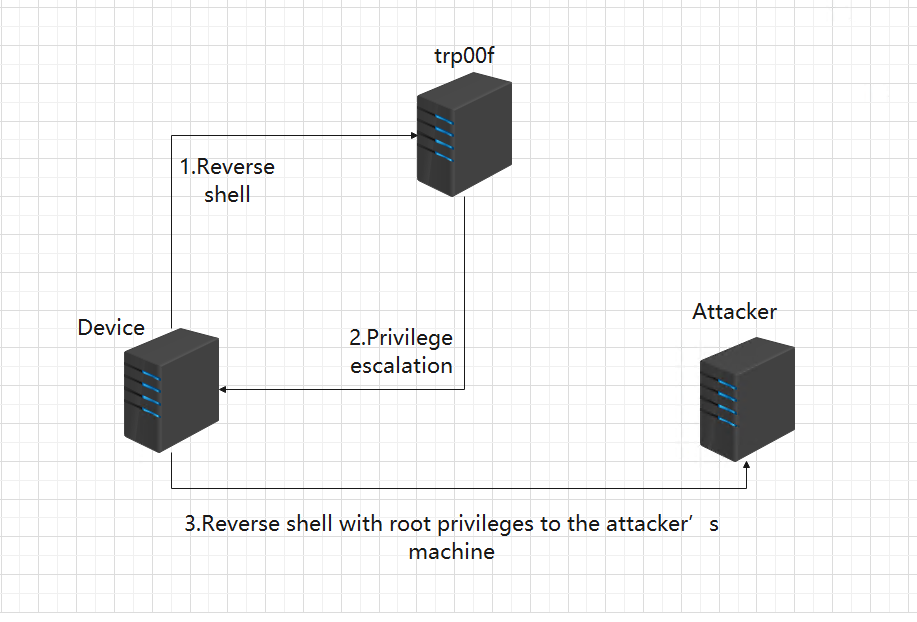 trp00f
1.Reverse
shell
Device
2.Privilege
escalation
Attacker
3.Reverse shell with root privileges to the attacker’s
machine